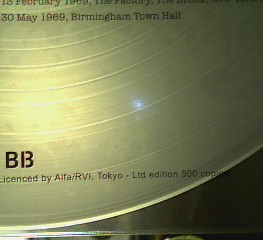 13 February 1969, The Factory, The Bronx, New York
30 May 1969, Birmingham Town Hall
BB
Licenced by Alfa/RVI, Tokyo - Ltd edition 500 copies